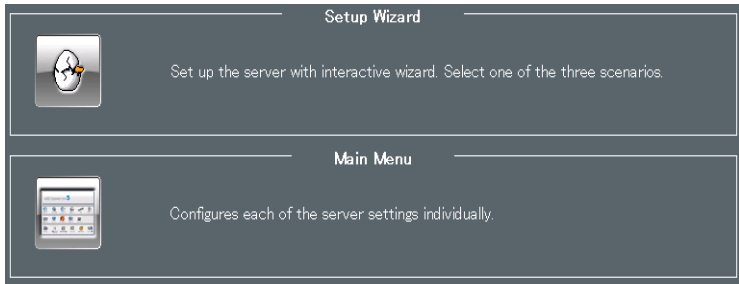 Setup Wizard
Set up the server with interactive wizard. Select one of the three scenarios.
Main Menu
Configures each of the server settings individually.